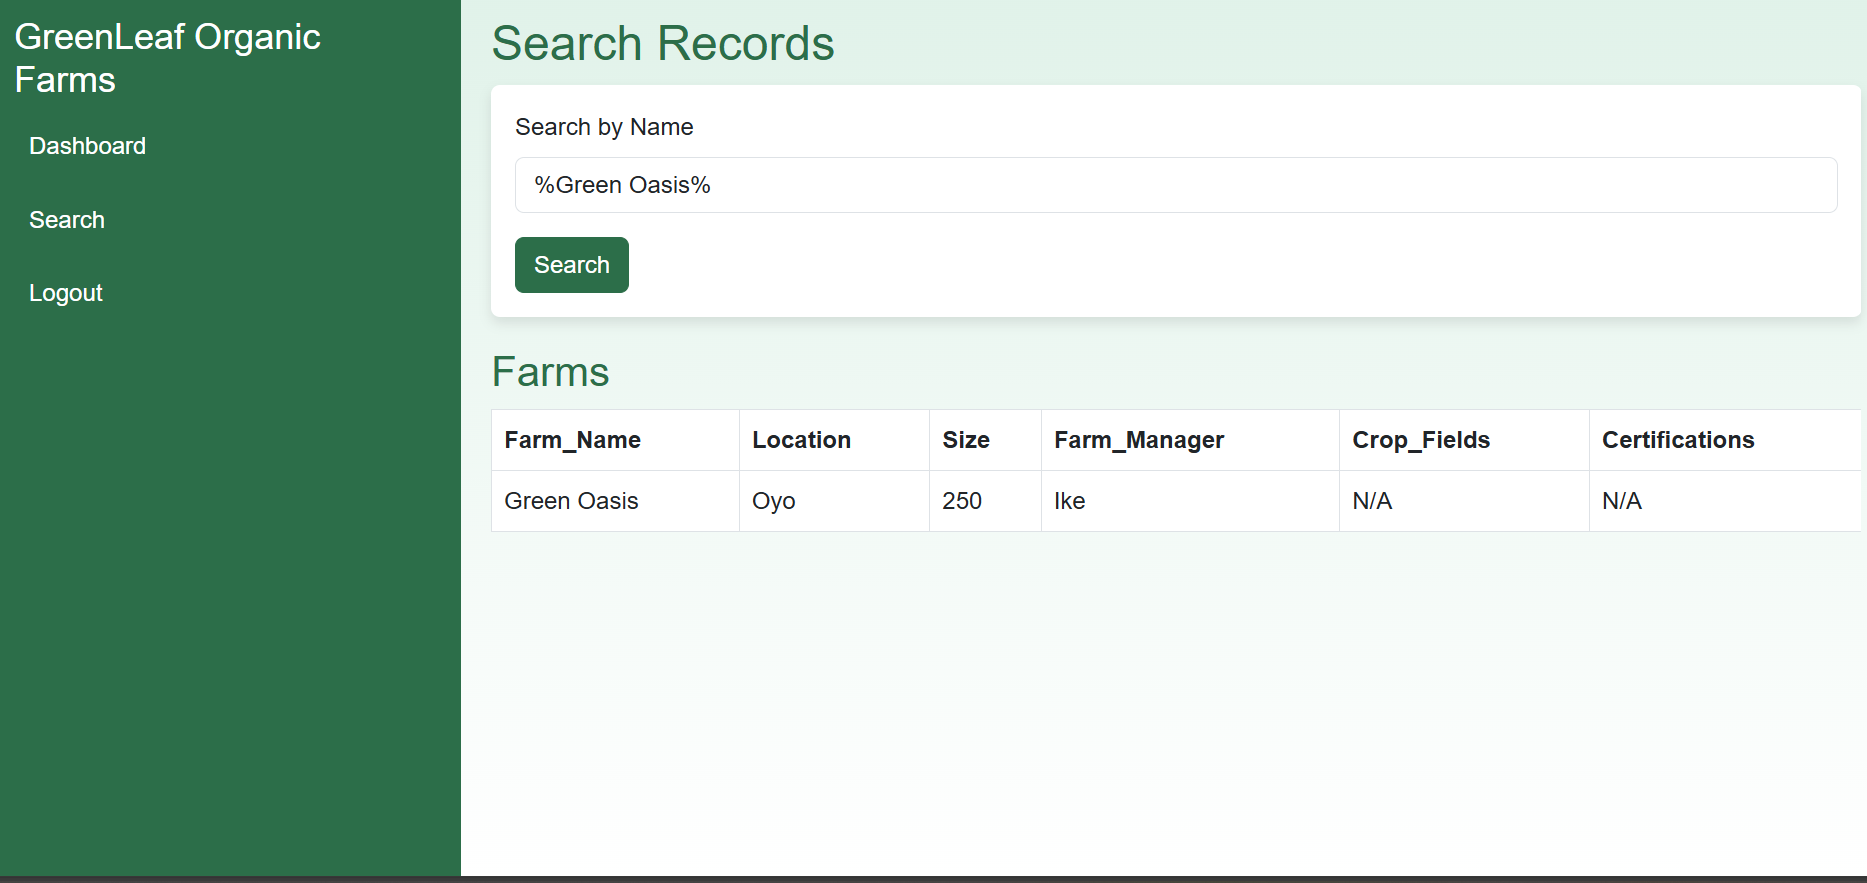 GreenLeaf Organic
Farms
Dashboard
Search
Logout
Search Records
Search by Name
%Green Oasis%
Search
Farms
Farm_Name Location Size Farm_Manager Crop_Fields Certifications
Green Oasis Oyo 250 Ike N/A N/A